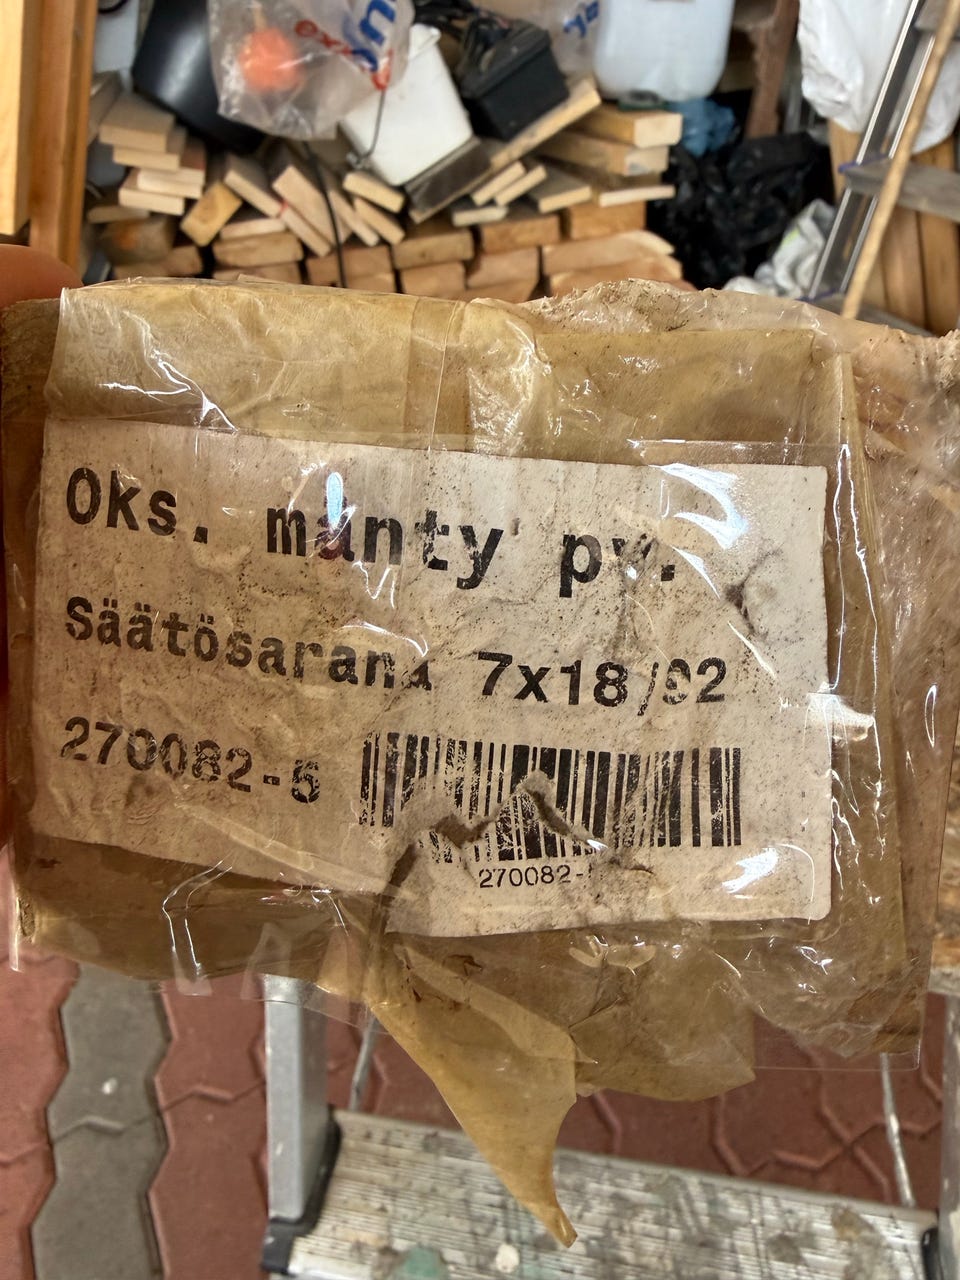 Oks. mänty pv.
Säätösarana 7x18/92
270082-5
270082-